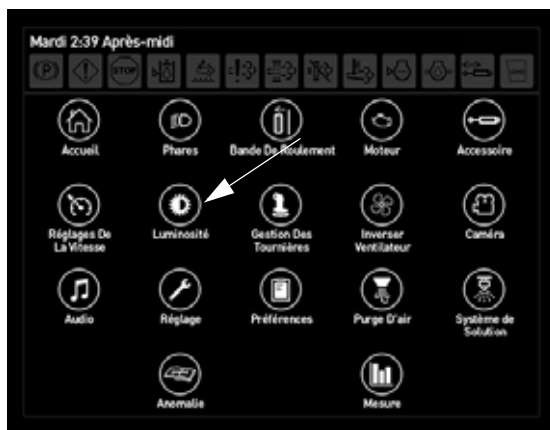 Mardi 2:39 Après-midi
STOP
Accueil
Phares
Bande De Roulement
Moteur
Accessoire
Réglages De
La Vitesse
Luminosité
Gestion Des
Tournières
Inverser
Ventilateur
Caméra
Audio
Réglage
Préférences
Purge D'air
Système de
Solution
Anomalie
Mesure